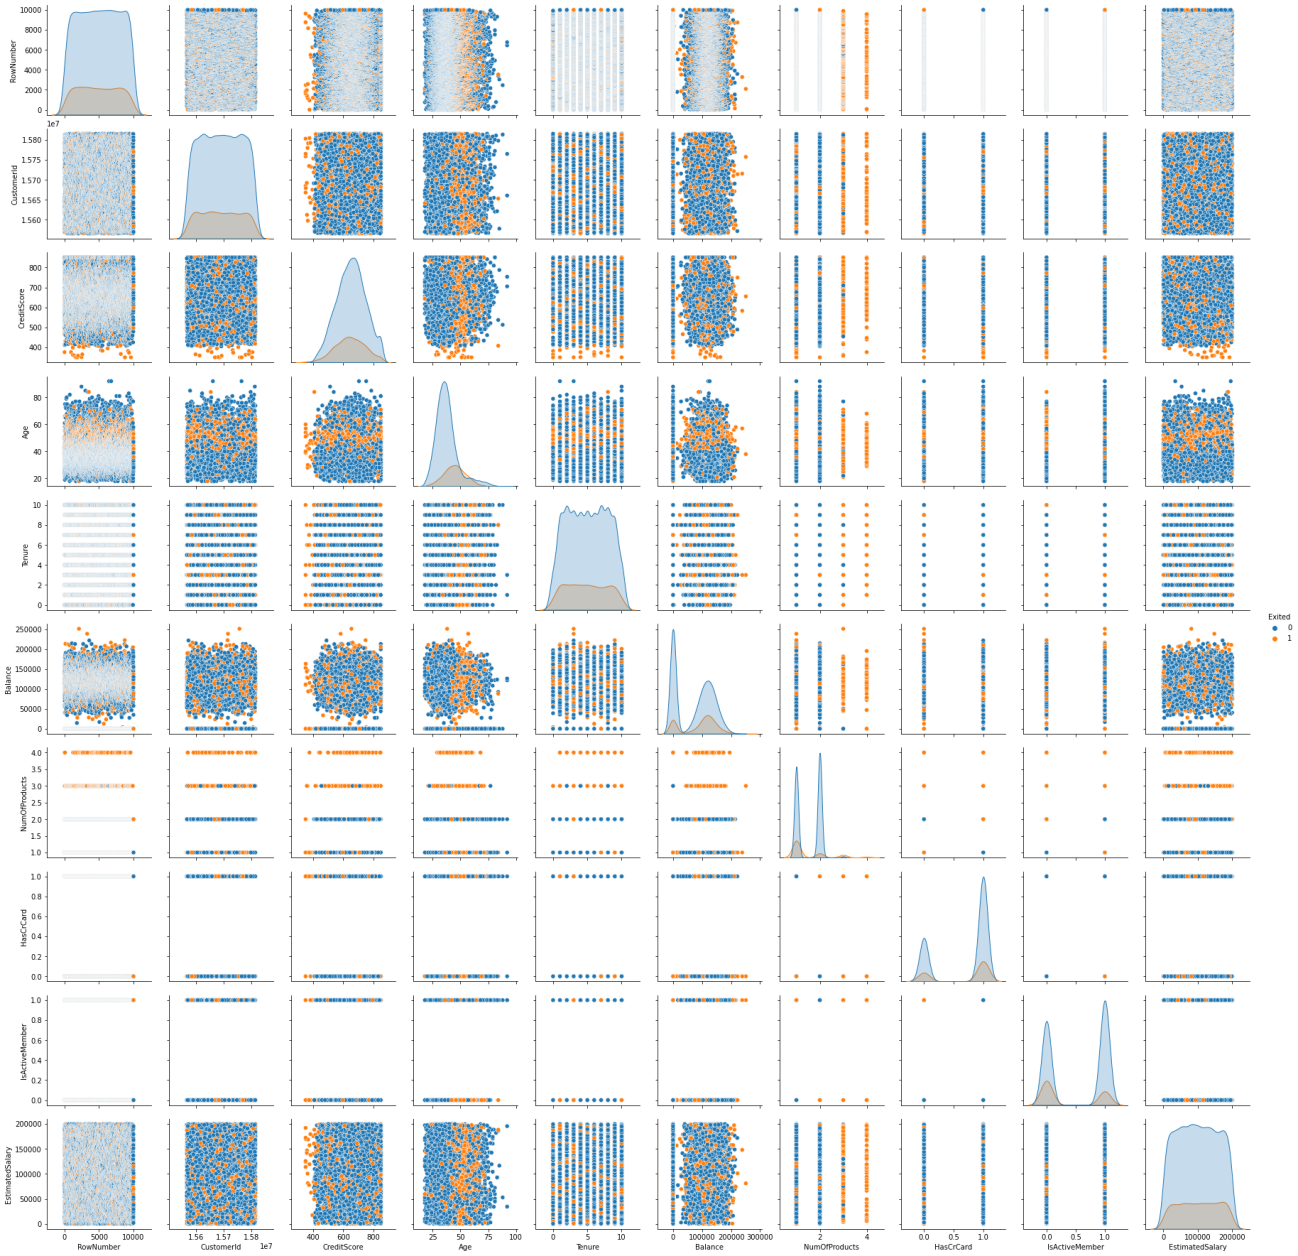 10000
8000
6000
4000
2000
0
RowNumber
1e7
1.580
1.575
1.570
1.565
1.560
CustomerId
800
700
600
500
400
CreditScore
80
60
40
20
Age
10
8
6
4
2
0
Tenure
250000
200000
150000
100000
50000
0
Balance
Exited
0
1
4.0
3.5
3.0
2.5
2.0
1.5
1.0
NumOfProducts
1.0
0.8
0.6
0.4
0.2
0.0
HasCrCard
1.0
0.8
0.6
0.4
0.2
0.0
IsActiveMember
200000
150000
100000
50000
0
EstimatedSalary
0 5000 10000
RowNumber
1.56 1.57 1.58
1e7
CustomerId
400 600 800
CreditScore
25 50 75 100
Age
0 5 10
Tenure
0 100000 200000 300000
Balance
2 4
NumOfProducts
0.0 0.5 1.0
HasCrCard
0.0 0.5 1.0
IsActiveMember
0 100000 200000
EstimatedSalary